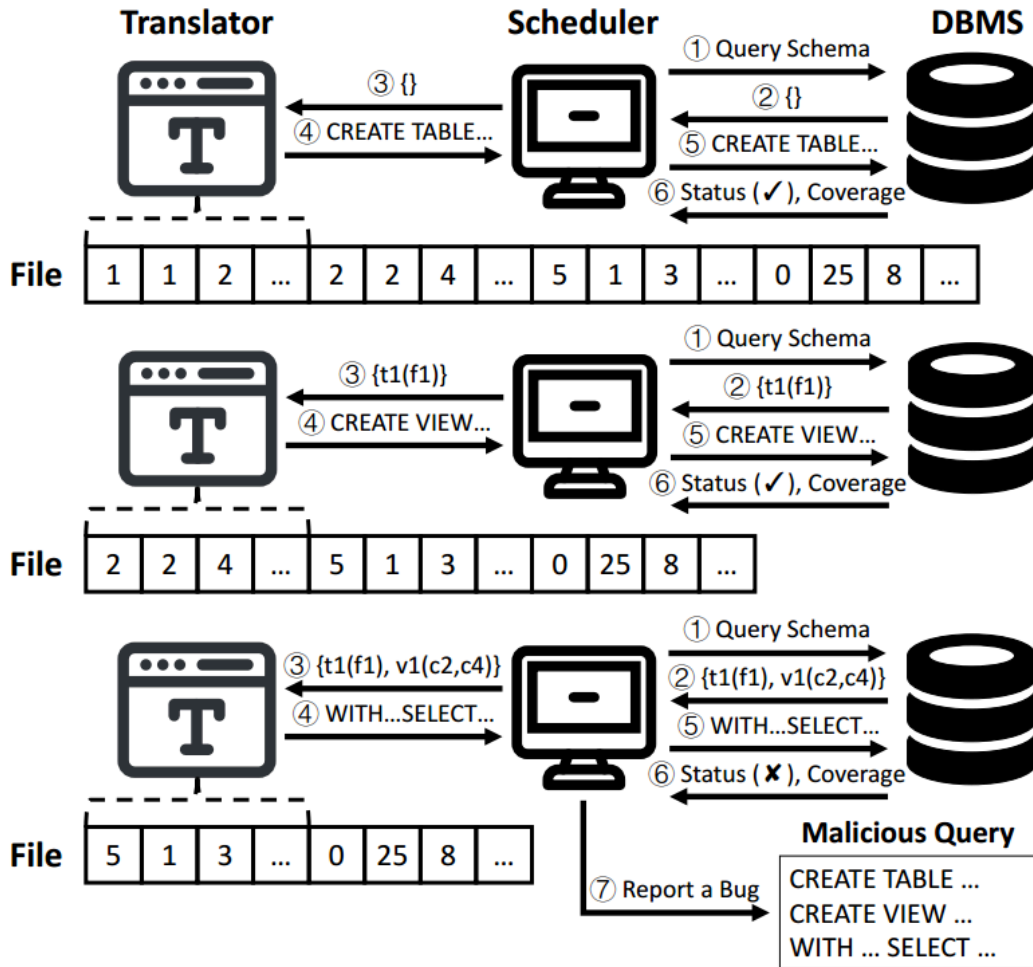 Translator Scheduler DBMS
① Query Schema
③ {} ② {}
④ CREATE TABLE... ⑤ CREATE TABLE...
⑥ Status (✓), Coverage
File 1 1 2 ... 2 2 4 ... 5 1 3 ... 0 25 8 ...
① Query Schema
③ {t1(f1)} ② {t1(f1)}
④ CREATE VIEW... ⑤ CREATE VIEW...
⑥ Status (✓), Coverage
File 2 2 4 ... 5 1 3 ... 0 25 8 ...
① Query Schema
③ {t1(f1), v1(c2,c4)} ② {t1(f1), v1(c2,c4)}
④ WITH...SELECT... ⑤ WITH...SELECT...
⑥ Status (✘), Coverage
File 5 1 3 ... 0 25 8 ...
Malicious Query
⑦ Report a Bug
CREATE TABLE ...
CREATE VIEW ...
WITH ... SELECT ...